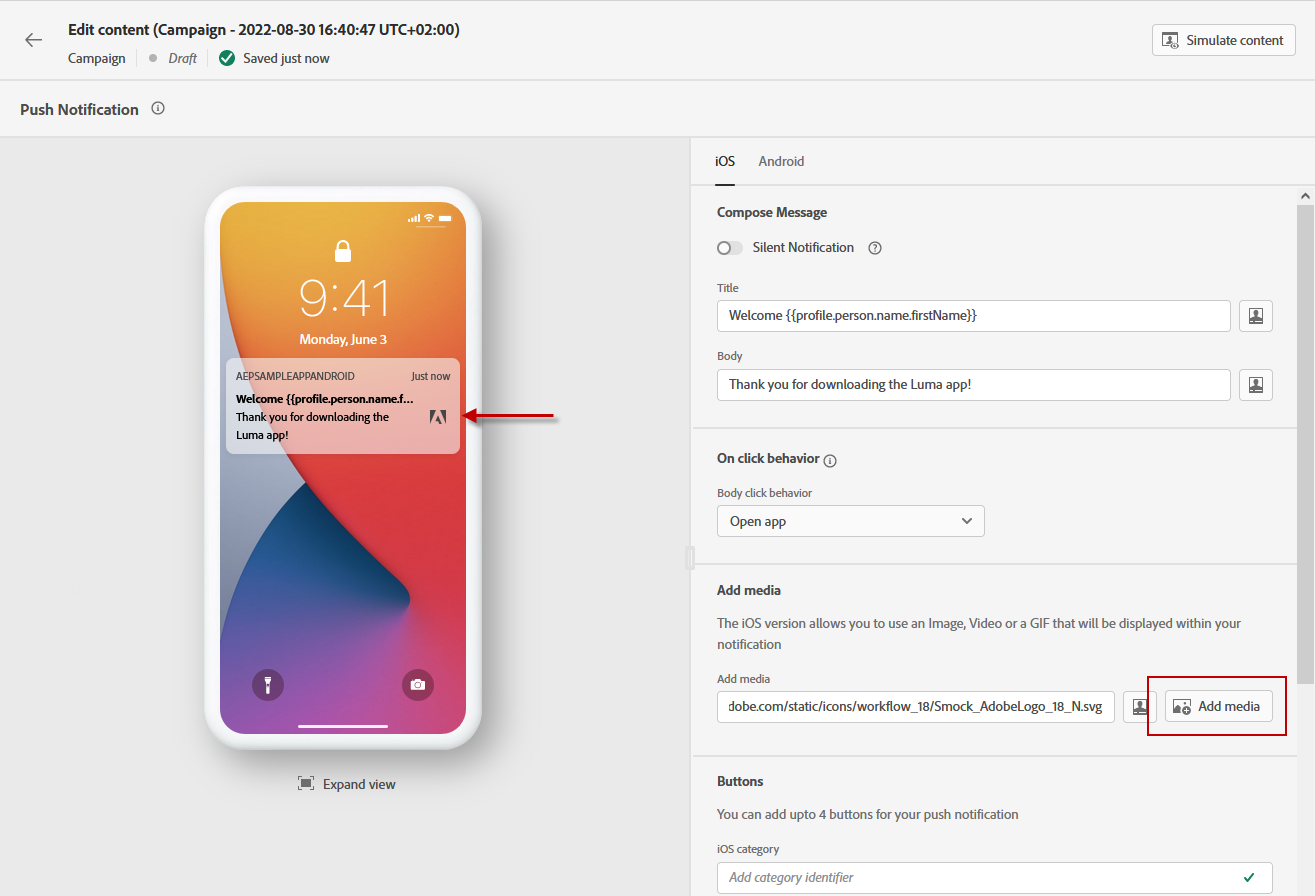 Edit content (Campaign - 2022-08-30 16:40:47 UTC+02:00)
Campaign Draft Saved just now
Simulate content
Push Notification
9:41
Monday, June 3
AEPSAMPLEAPPANDROID Just now
Welcome {{profile.person.name.f...
Thank you for downloading the
Luma app!
Expand view
iOS Android
Compose Message
Silent Notification
Title
Welcome {{profile.person.name.firstName}}
Body
Thank you for downloading the Luma app!
On click behavior
Body click behavior
Open app
Add media
The iOS version allows you to use an Image, Video or a GIF that will be displayed within your
notification
Add media
dobe.com/static/icons/workflow_18/Smock_AdobeLogo_18_N.svg
Add media
Buttons
You can add upto 4 buttons for your push notification
iOS category
Add category identifier